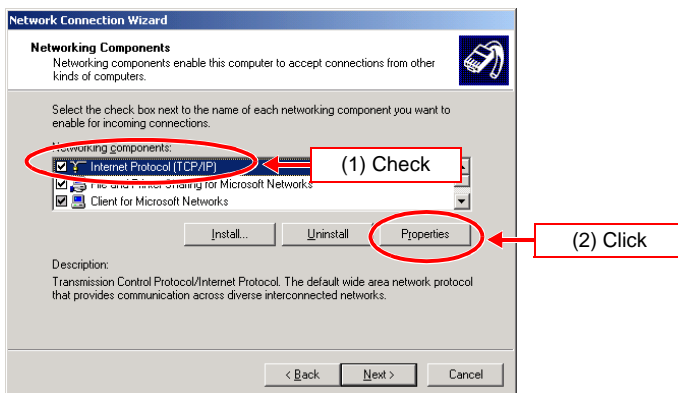 Network Connection Wizard
Networking Components
Networking components enable this computer to accept connections from other
kinds of computers.
Select the check box next to the name of each networking component you want to
enable for incoming connections.
Networking components:
Internet Protocol (TCP/IP)
(1) Check
File and Printer Sharing for Microsoft Networks
Client for Microsoft Networks
Install...
Uninstall
Properties
(2) Click
Description:
Transmission Control Protocol/Internet Protocol. The default wide area network protocol
that provides communication across diverse interconnected networks.
< Back
Next >
Cancel